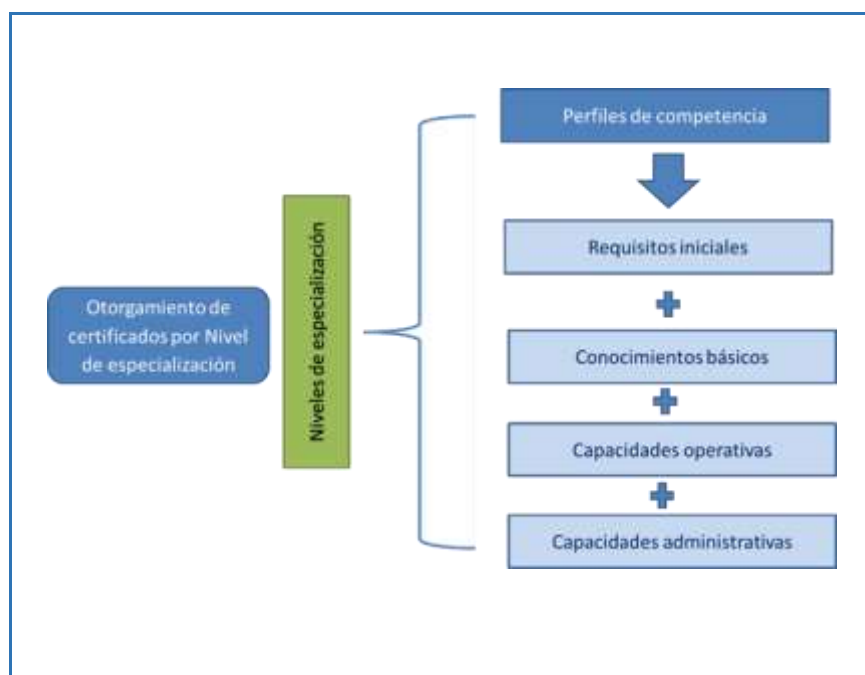 Otorgamiento de
certificados por Nivel
de especialización
Niveles de especialización
Perfiles de competencia
Requisitos iniciales
Conocimientos básicos
Capacidades operativas
Capacidades administrativas